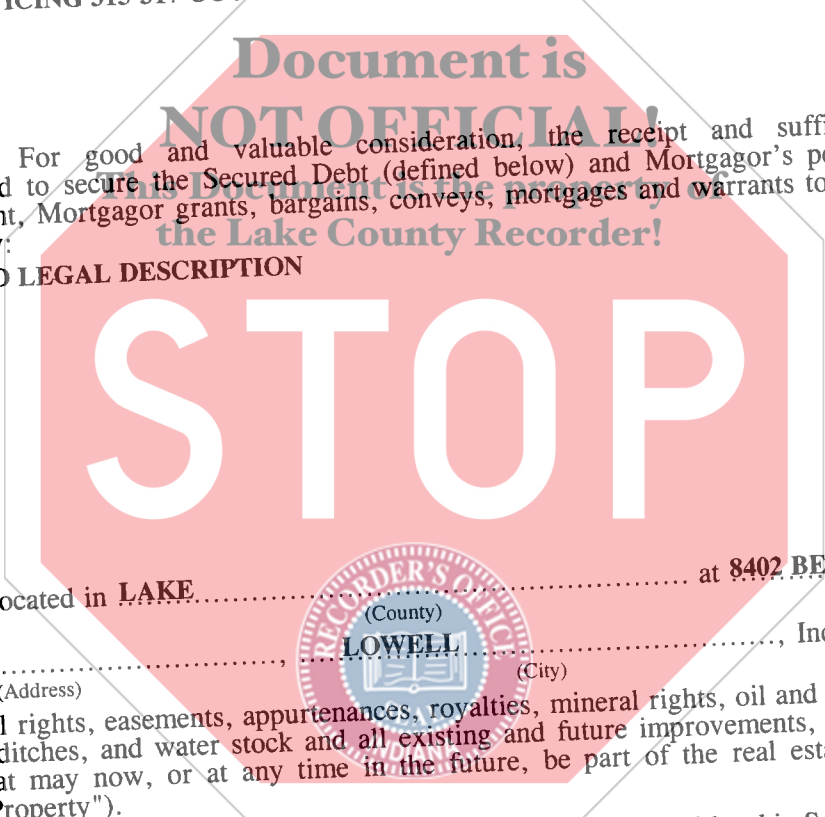 Document is
NOT OFFICIAL!
This Document is the property of
the Lake County Recorder!
For good and valuable consideration, the receipt and suffi
d to secure the Secured Debt (defined below) and Mortgagor's pe
nt, Mortgagor grants, bargains, conveys, mortgages and warrants to
y:
D LEGAL DESCRIPTION
STOP
ocated in LAKE at 8402 BE
(County)
LOWELL , Ind
(Address) (City)
RECORDER'S OFFICE
INDIANA
l rights, easements, appurtenances, royalties, mineral rights, oil and
ditches, and water stock and all existing and future improvements,
at may now, or at any time in the future, be part of the real esta
Property").